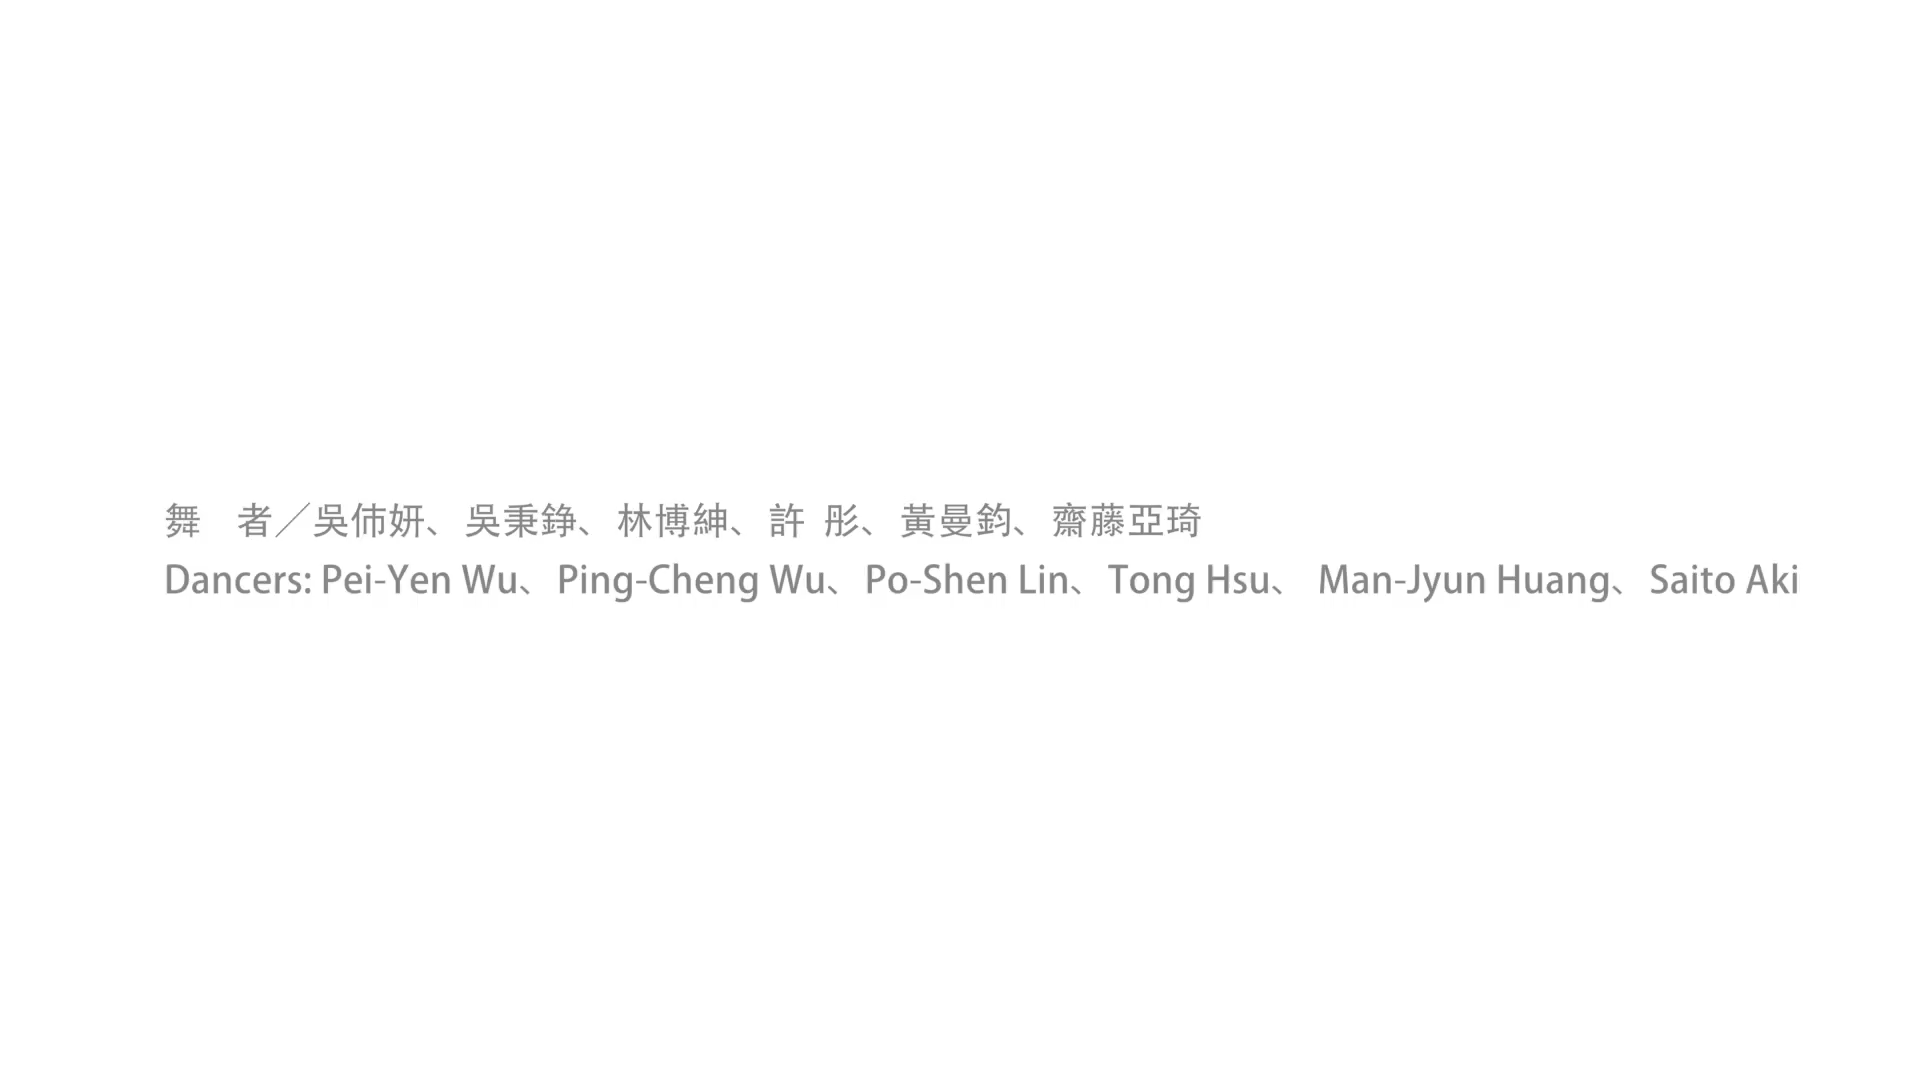 舞　者／吳伂妍、吳秉錚、林博紳、許 彤、黃曼鈞、齋藤亞琦
Dancers: Pei-Yen Wu、Ping-Cheng Wu、Po-Shen Lin、Tong Hsu、 Man-Jyun Huang、Saito Aki